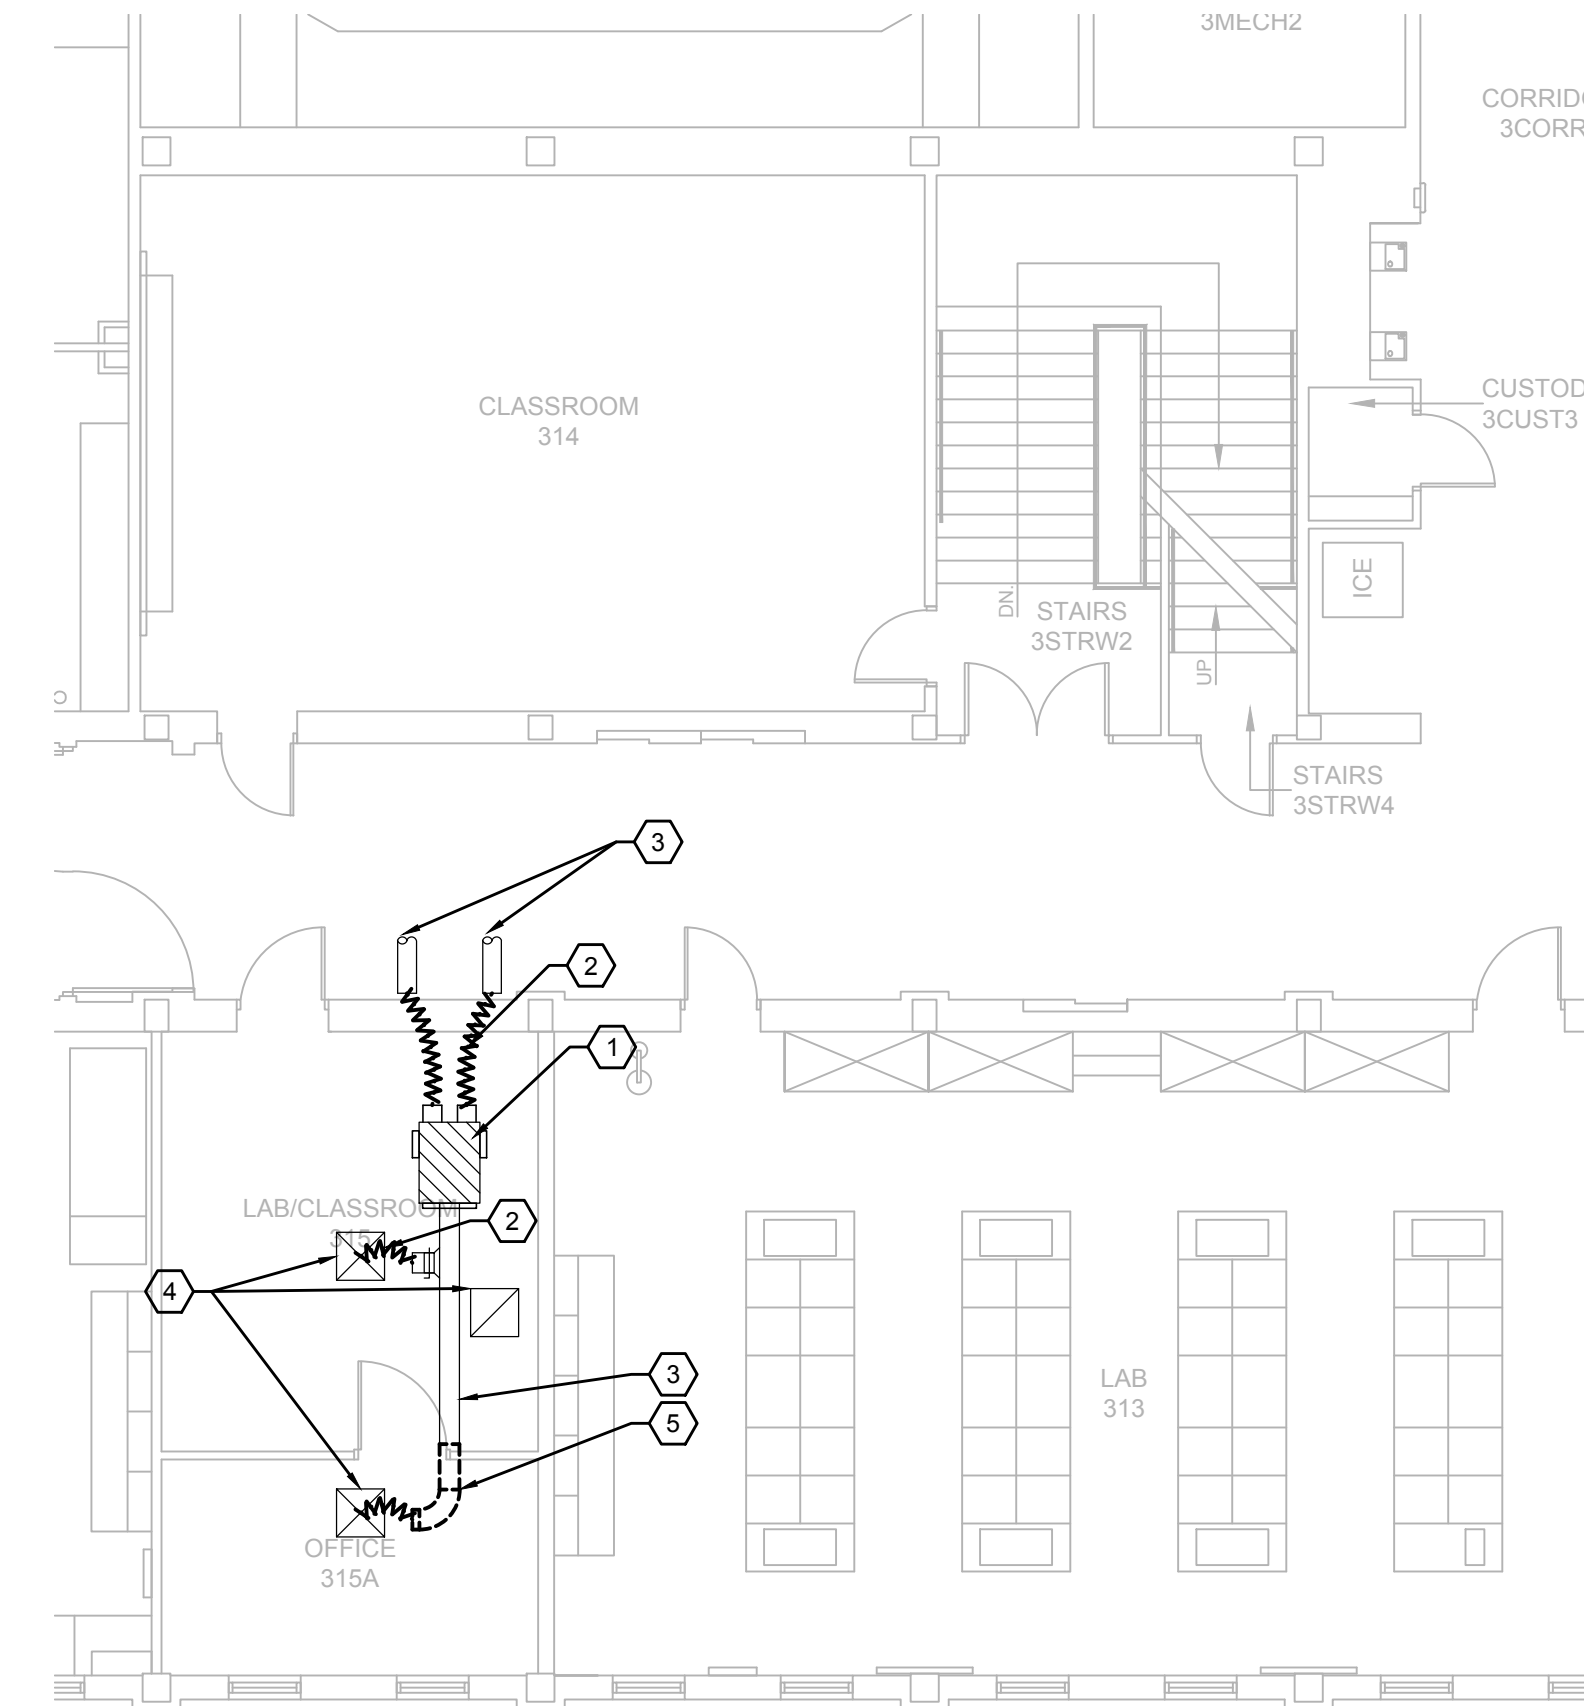 3MECH2
CORRID
3CORR
CLASSROOM
314
CUSTOD
3CUST3
ICE
DN.
STAIRS
3STRW2
UP
STAIRS
3STRW4
3
2
1
LAB/CLASSROOM
315
2
4
3
LAB
313
5
OFFICE
315A